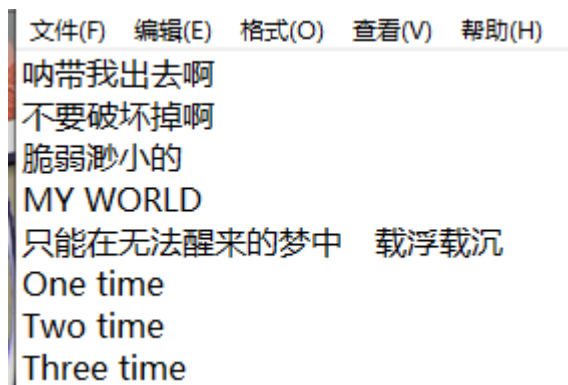 文件(F) 编辑(E) 格式(O) 查看(V) 帮助(H)
呐带我出去啊
不要破坏掉啊
脆弱渺小的
MY WORLD
只能在无法醒来的梦中　载浮载沉
One time
Two time
Three time